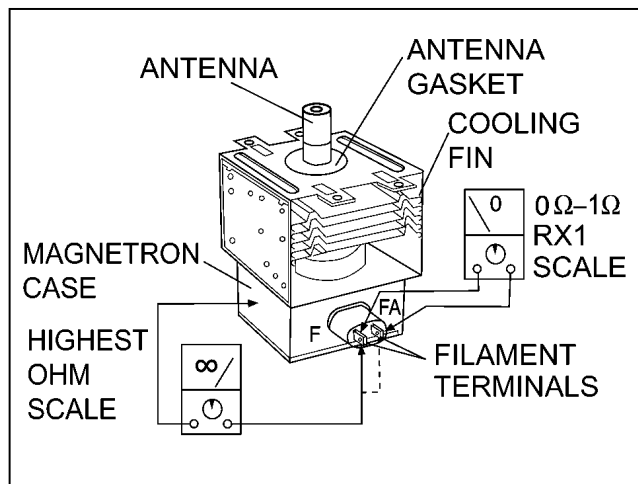 ANTENNA
ANTENNA
GASKET
COOLING
FIN
0
0Ω–1Ω
RX1
SCALE
MAGNETRON
CASE
FA
F
HIGHEST
OHM
SCALE
∞
FILAMENT
TERMINALS